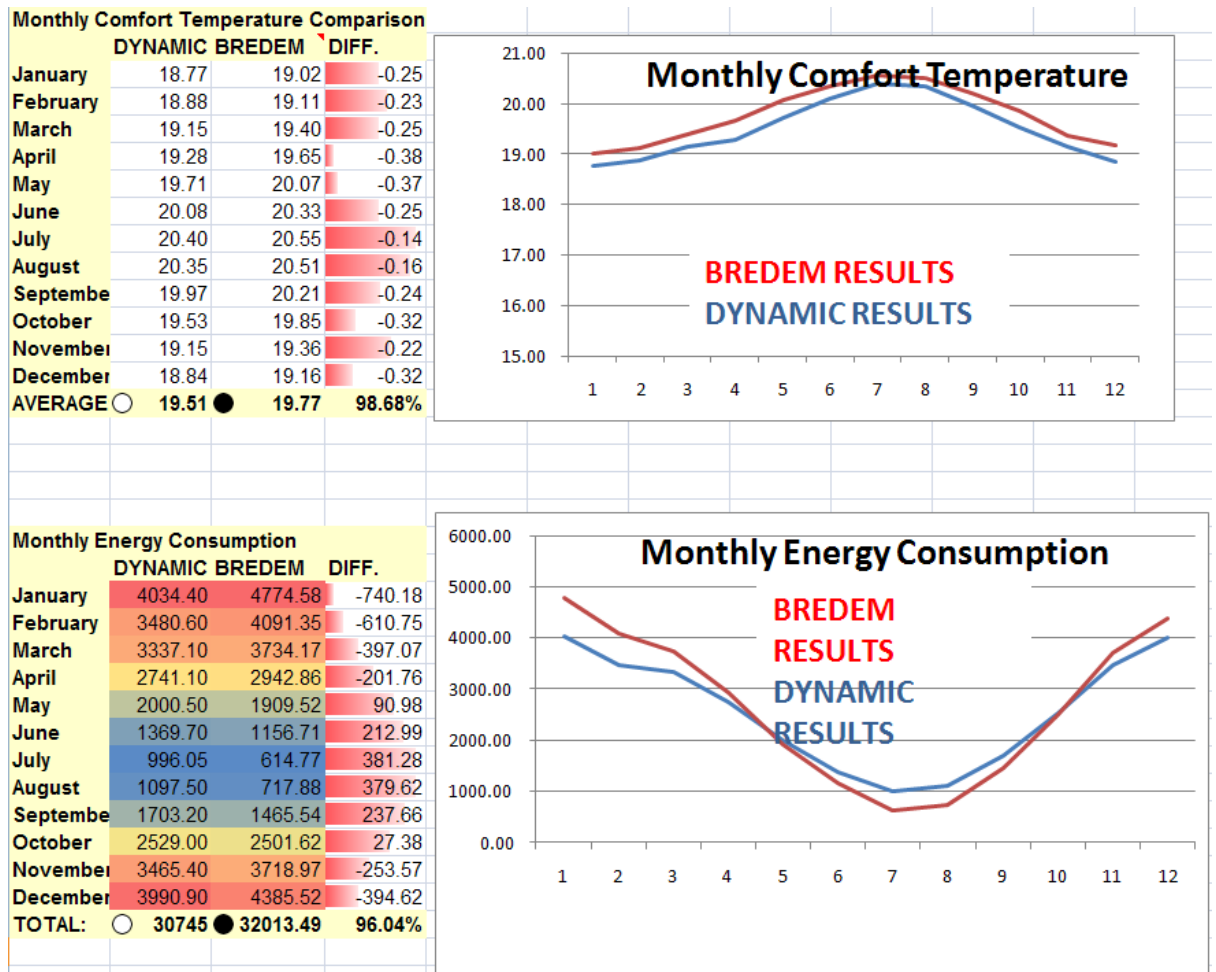 Monthly Comfort Temperature Comparison
DYNAMIC BREDEM DIFF.
January 18.77 19.02 -0.25
February 18.88 19.11 -0.23
March 19.15 19.40 -0.25
April 19.28 19.65 -0.38
May 19.71 20.07 -0.37
June 20.08 20.33 -0.25
July 20.40 20.55 -0.14
August 20.35 20.51 -0.16
Septembe 19.97 20.21 -0.24
October 19.53 19.85 -0.32
November 19.15 19.36 -0.22
December 18.84 19.16 -0.32
AVERAGE 19.51 19.77 98.68%
Monthly Comfort Temperature
21.00
20.00
19.00
18.00
17.00
16.00
15.00
BREDEM RESULTS
DYNAMIC RESULTS
1 2 3 4 5 6 7 8 9 10 11 12
Monthly Energy Consumption
DYNAMIC BREDEM DIFF.
January 4034.40 4774.58 -740.18
February 3480.60 4091.35 -610.75
March 3337.10 3734.17 -397.07
April 2741.10 2942.86 -201.76
May 2000.50 1909.52 90.98
June 1369.70 1156.71 212.99
July 996.05 614.77 381.28
August 1097.50 717.88 379.62
Septembe 1703.20 1465.54 237.66
October 2529.00 2501.62 27.38
November 3465.40 3718.97 -253.57
December 3990.90 4385.52 -394.62
TOTAL: 30745 32013.49 96.04%
Monthly Energy Consumption
6000.00
5000.00
4000.00
3000.00
2000.00
1000.00
0.00
BREDEM
RESULTS
DYNAMIC
RESULTS
1 2 3 4 5 6 7 8 9 10 11 12